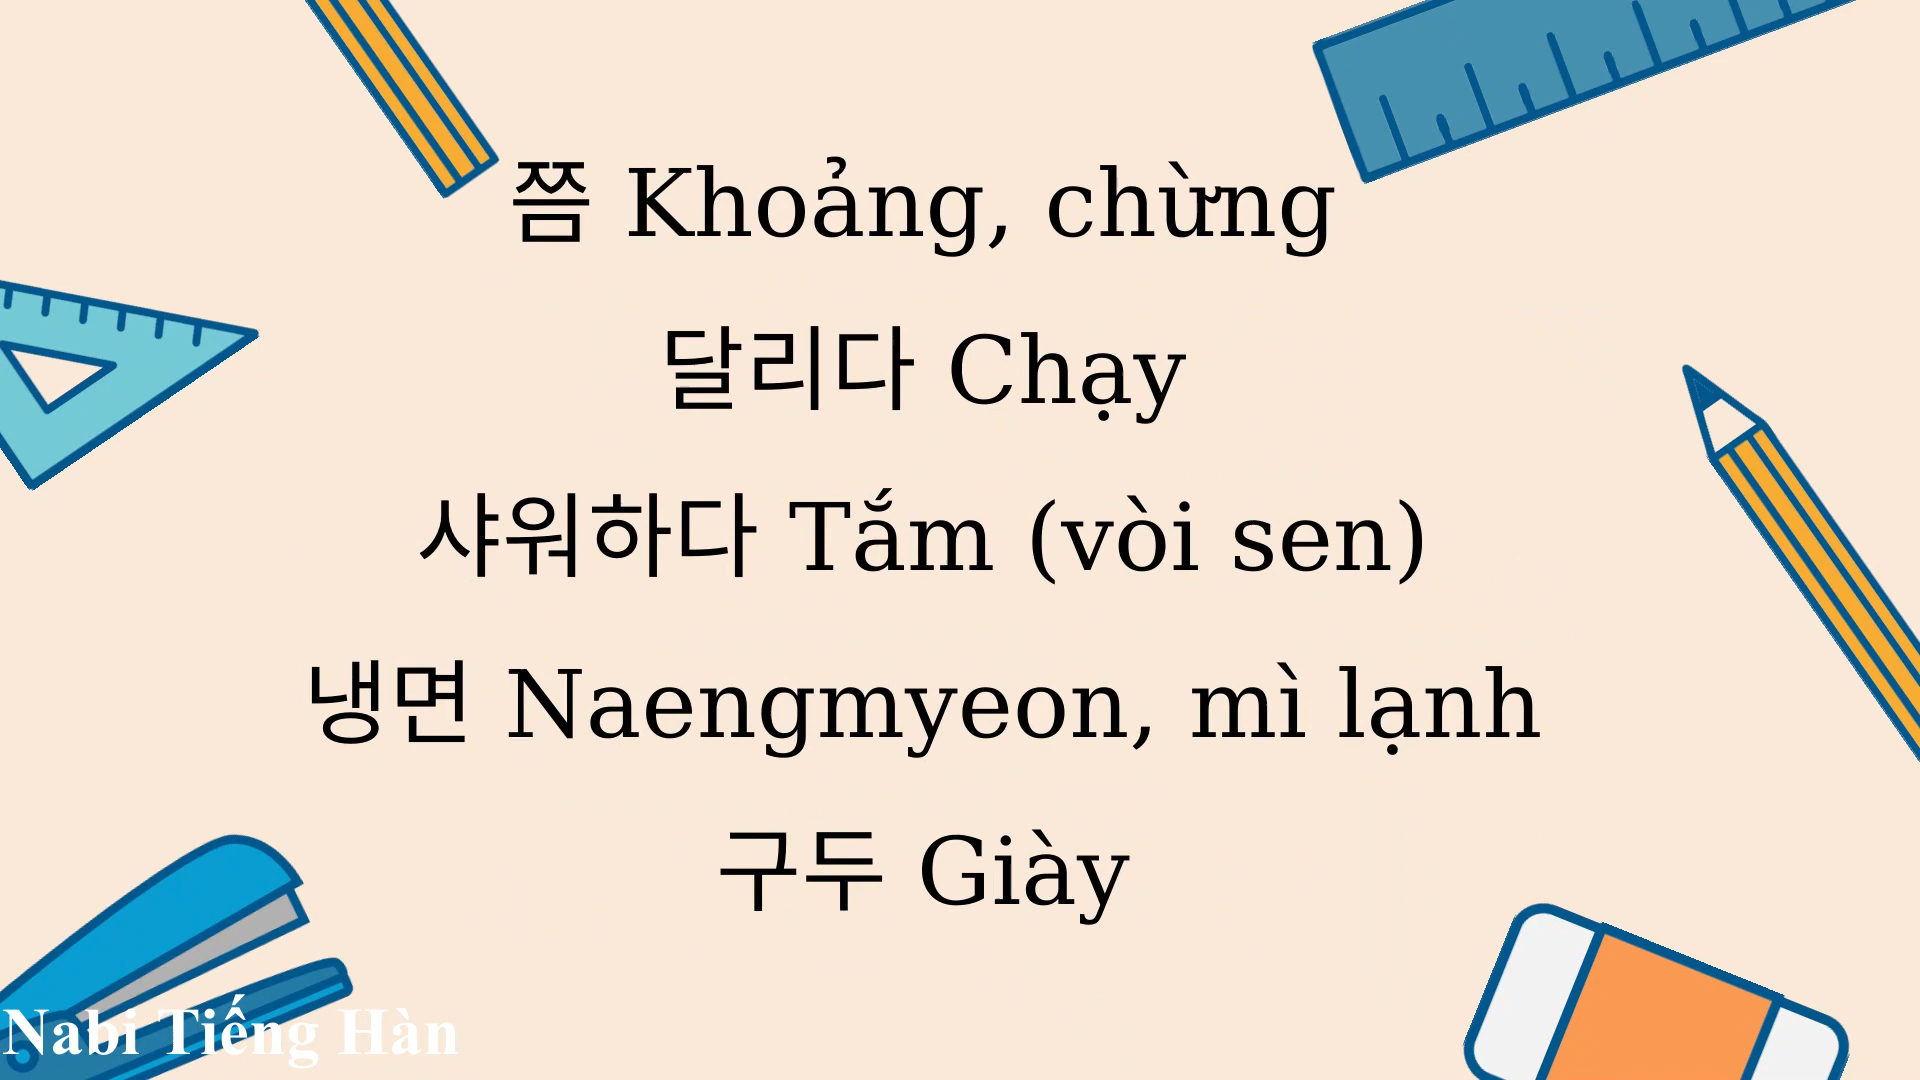 쯤 Khoảng, chừng
달리다 Chạy
샤워하다 Tắm (vòi sen)
냉면 Naengmyeon, mì lạnh
구두 Giày
Nabi Tiếng Hàn